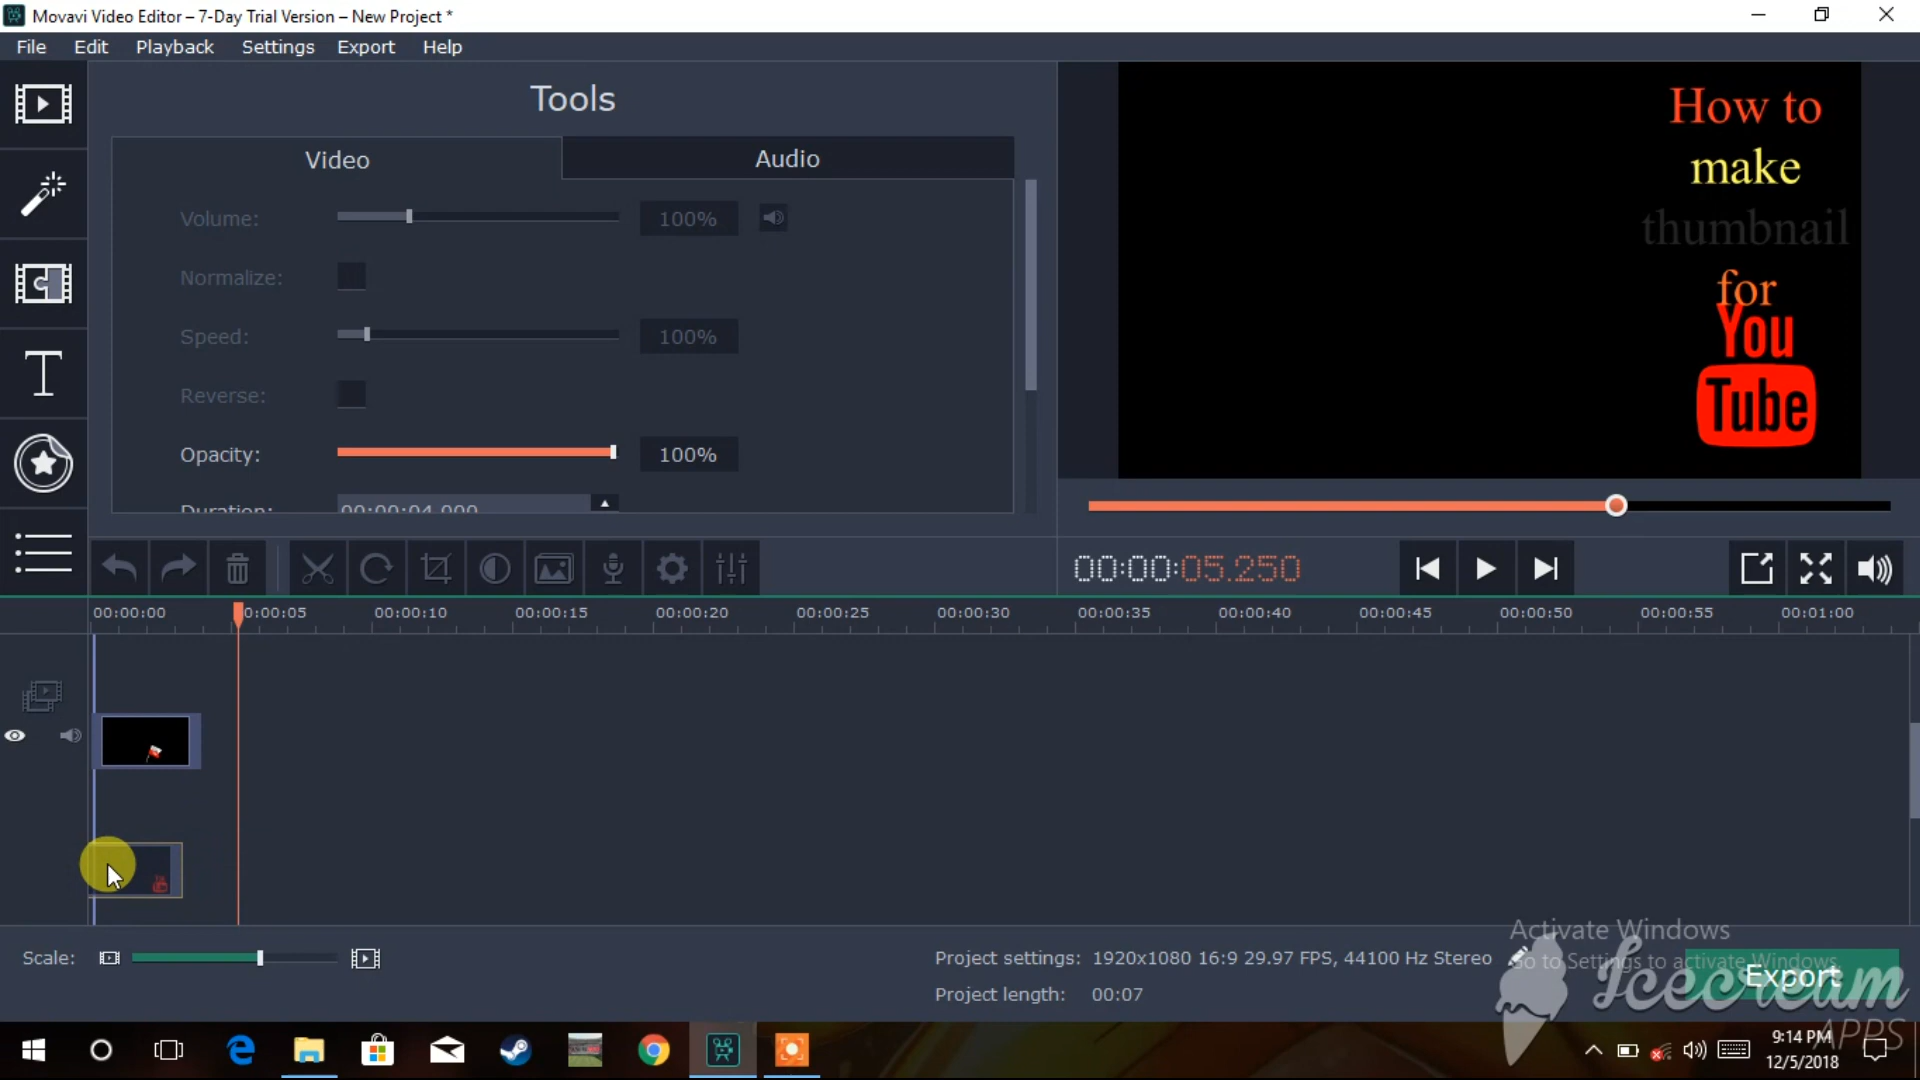 Movavi Video Editor – 7-Day Trial Version – New Project *
File Edit Playback Settings Export Help
Tools
Video Audio
Volume: 100%
Normalize:
Speed: 100%
Reverse:
Opacity: 100%
Duration: 00:00:04.000
How to
make
thumbnail
for
You
Tube
00:00:05.250
00:00:00 0:00:05 00:00:10 00:00:15 00:00:20 00:00:25 00:00:30 00:00:35 00:00:40 00:00:45 00:00:50 00:00:55 00:01:00
Scale:
Project settings: 1920x1080 16:9 29.97 FPS, 44100 Hz Stereo
Project length: 00:07
Activate Windows
Go to Settings to activate Windows.
Export
Icecream
APPS
9:14 PM
12/5/2018